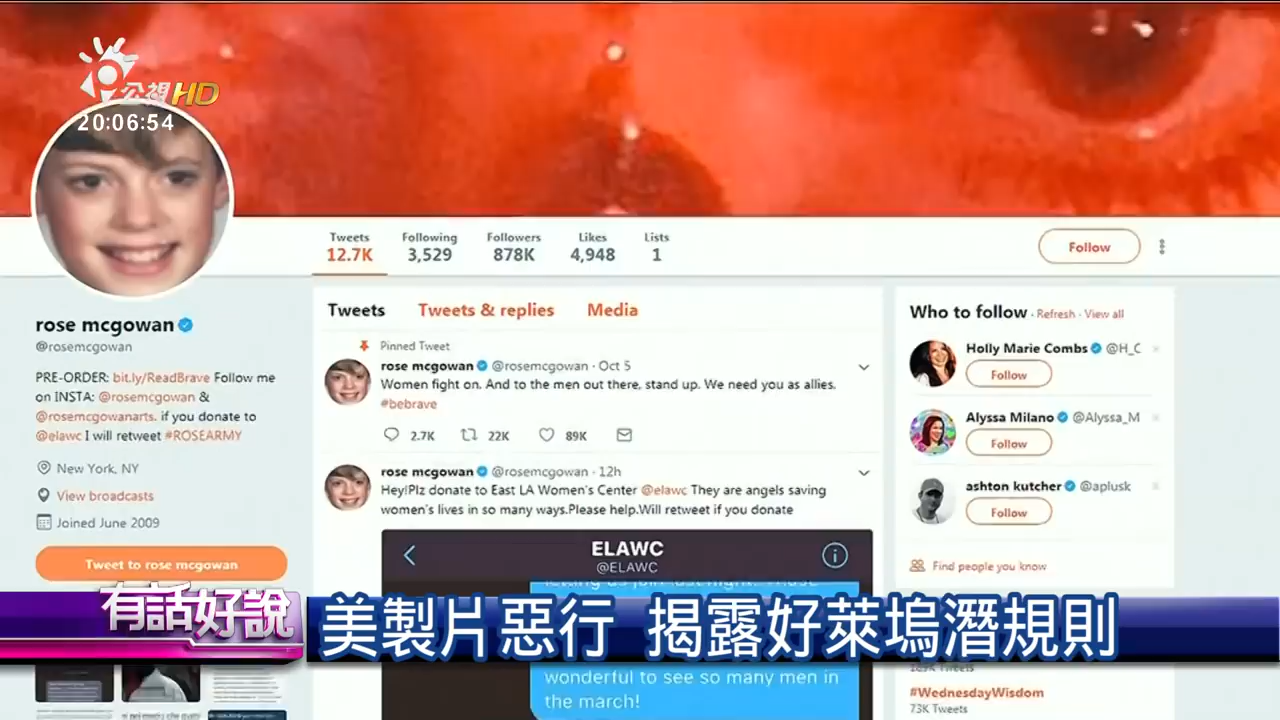 公視HD
20:06:54
Tweets 12.7K
Following 3,529
Followers 878K
Likes 4,948
Lists 1
Follow
rose mcgowan
@rosemcgowan
PRE-ORDER: bit.ly/ReadBrave Follow me
on INSTA: @rosemcgowan &
@rosemcgowanarts. if you donate to
@elawc I will retweet #ROSEARMY
New York, NY
View broadcasts
Joined June 2009
Tweet to rose mcgowan
Tweets Tweets & replies Media
Pinned Tweet
rose mcgowan @rosemcgowan · Oct 5
Women fight on. And to the men out there, stand up. We need you as allies.
#bebrave
2.7K 22K 89K
rose mcgowan @rosemcgowan · 12h
Hey!Plz donate to East LA Women's Center @elawc They are angels saving
women's lives in so many ways.Please help.Will retweet if you donate
ELAWC
@ELAWC
wonderful to see so many men in
the march!
Who to follow · Refresh · View all
Holly Marie Combs @H_C
Follow
Alyssa Milano @Alyssa_M
Follow
ashton kutcher @aplusk
Follow
Find people you know
#WednesdayWisdom
73K Tweets
有話好說
美製片惡行 揭露好萊塢潛規則